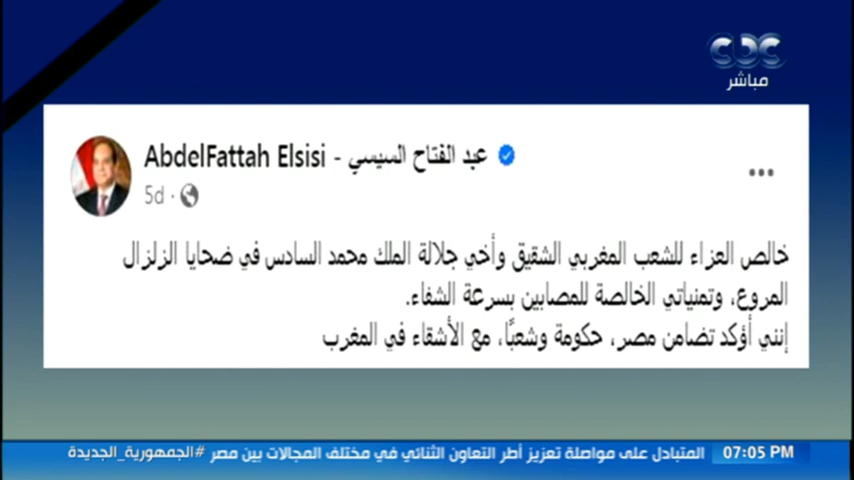 CBC
مباشر
AbdelFattah Elsisi - عبد الفتاح السيسي
5d ·
خالص العزاء للشعب المغربي الشقيق وأخي جلالة الملك محمد السادس في ضحايا الزلزال
المروع، وتمنياتي الخالصة للمصابين بسرعة الشفاء.
إنني أؤكد تضامن مصر، حكومة وشعبًا، مع الأشقاء في المغرب
07:05 PM
المتبادل على مواصلة تعزيز أطر التعاون الثنائي في مختلف المجالات بين مصر #الجمهورية_الجديدة